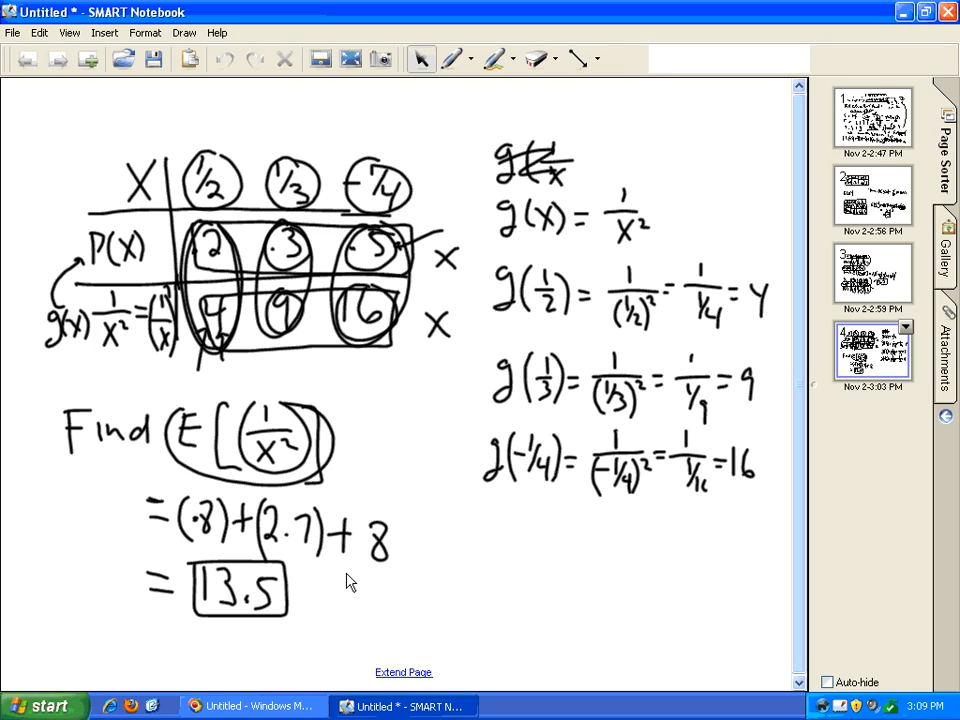 Untitled * - SMART Notebook
File Edit View Insert Format Draw Help
X 1/2 1/3 -1/4
P(X) .2 .3 .5 x
g(x) 1/x² = (1/x) 4 9 16 x
Find E[(1/x²)]
= (.8)+(2.7)+ 8
= 13.5
g(1/x
g(x) = 1/x²
g(1/2) = 1/(1/2)² = 1/1/4 = 4
g(1/3) = 1/(1/3)² = 1/1/9 = 9
g(-1/4) = 1/(-1/4)² = 1/1/16 = 16
Extend Page
1
Nov 2-2:47 PM
2
Nov 2-2:56 PM
3
Nov 2-2:59 PM
4
Nov 2-3:03 PM
Page Sorter
Gallery
Attachments
Auto-hide
start
Untitled - Windows M...
Untitled * - SMART N...
3:09 PM